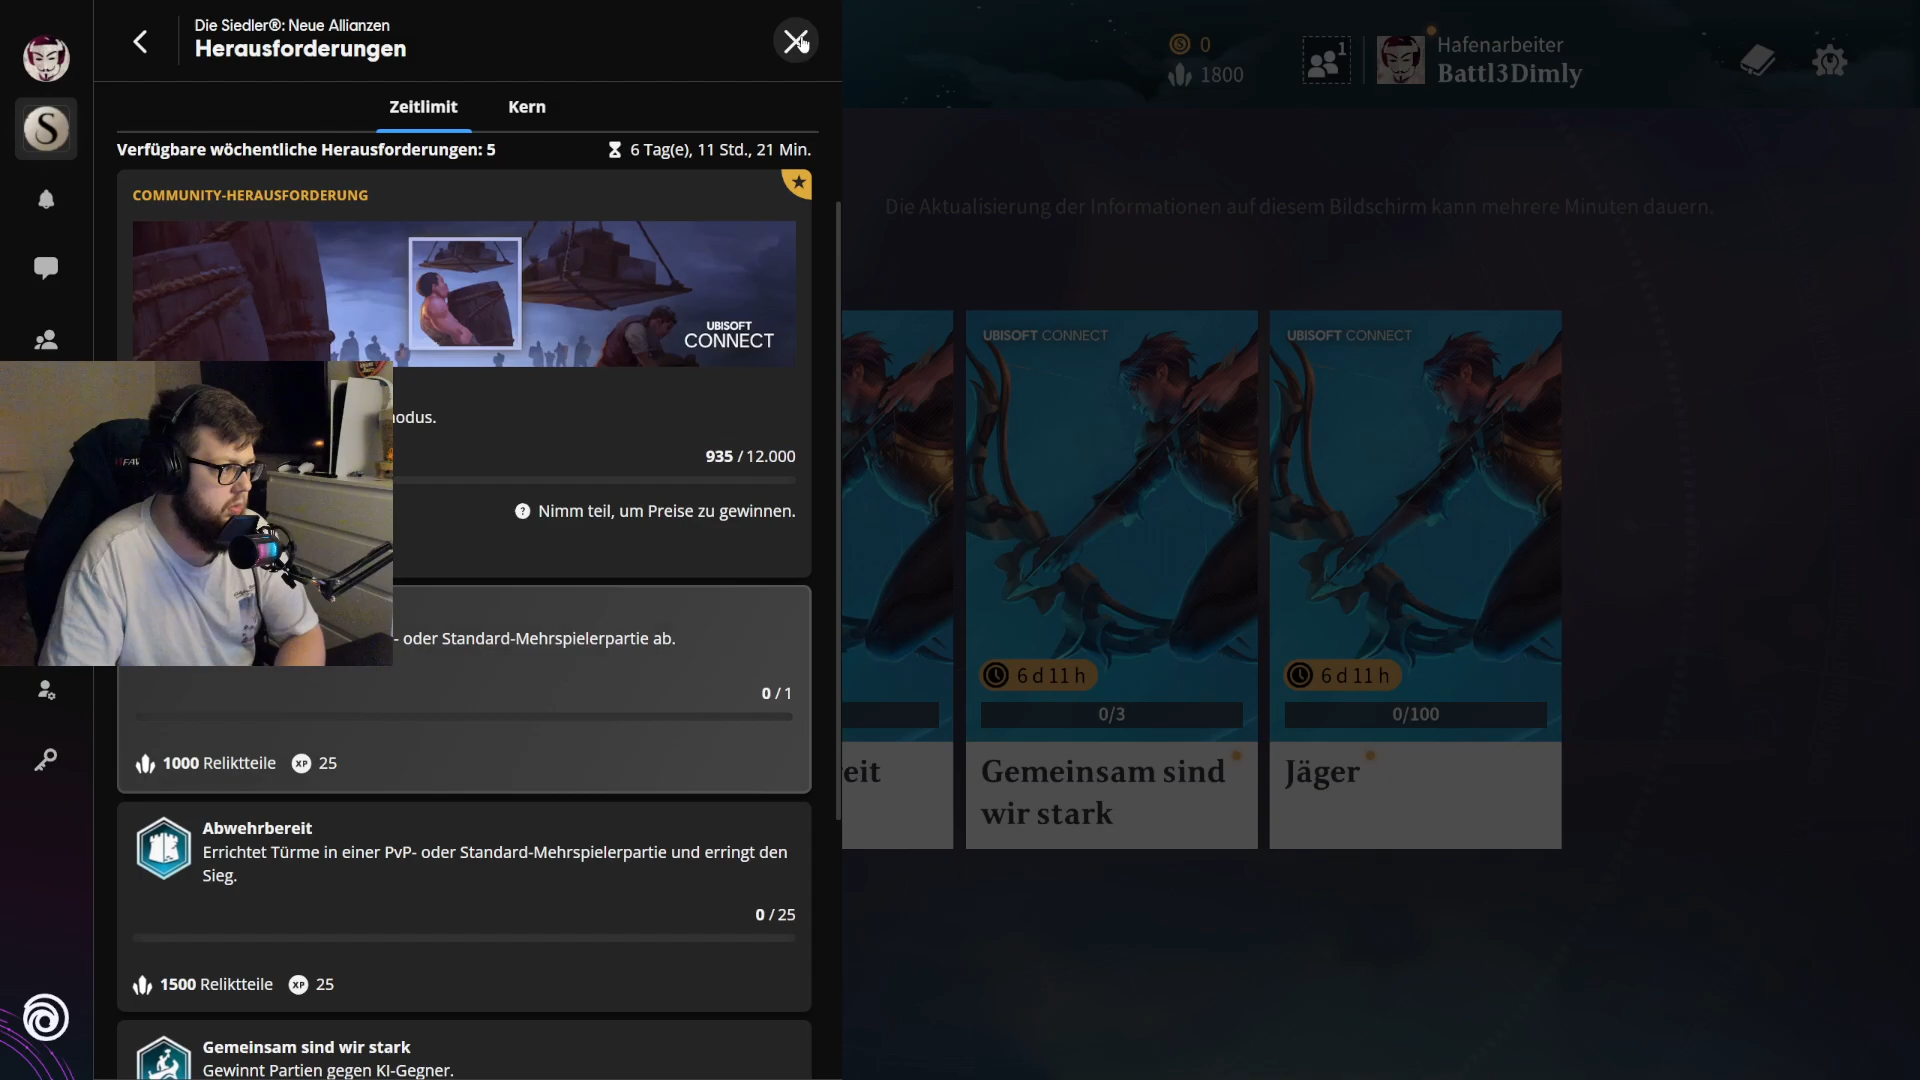 Die Siedler®: Neue Allianzen
Herausforderungen
Zeitlimit
Kern
Verfügbare wöchentliche Herausforderungen: 5
6 Tag(e), 11 Std., 21 Min.
COMMUNITY-HERAUSFORDERUNG
UBISOFT
CONNECT
odus.
935 / 12.000
Nimm teil, um Preise zu gewinnen.
- oder Standard-Mehrspielerpartie ab.
0 / 1
1000 Reliktteile
XP 25
Abwehrbereit
Errichtet Türme in einer PvP- oder Standard-Mehrspielerpartie und erringt den
Sieg.
0 / 25
1500 Reliktteile
XP 25
Gemeinsam sind wir stark
Gewinnt Partien gegen KI-Gegner.
0
1800
1
Hafenarbeiter
Battl3Dimly
Die Aktualisierung der Informationen auf diesem Bildschirm kann mehrere Minuten dauern.
eit
UBISOFT CONNECT
6 d 11 h
0/3
Gemeinsam sind
wir stark
UBISOFT CONNECT
6 d 11 h
0/100
Jäger